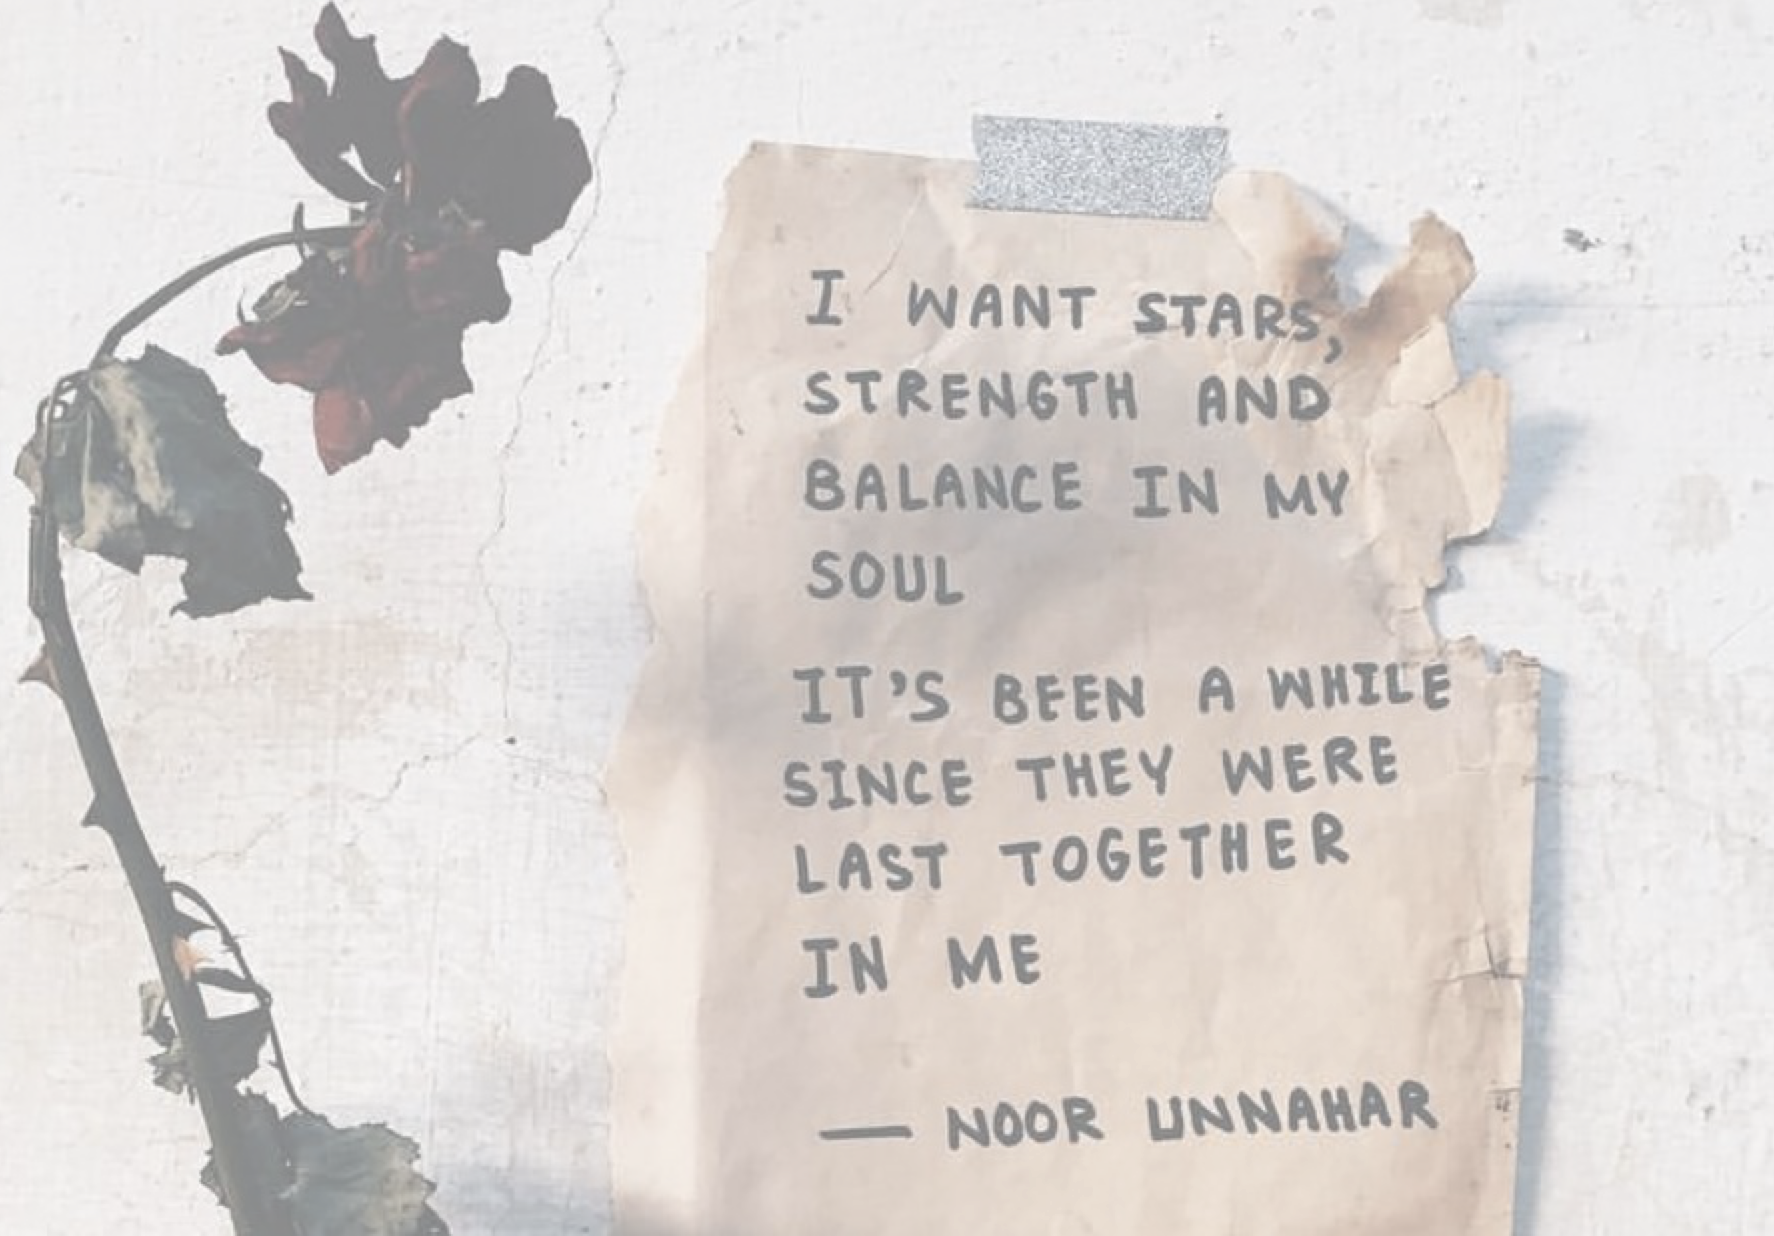 I WANT STARS,
STRENGTH AND
BALANCE IN MY
SOUL
IT'S BEEN A WHILE
SINCE THEY WERE
LAST TOGETHER
IN ME
— NOOR UNNAHAR